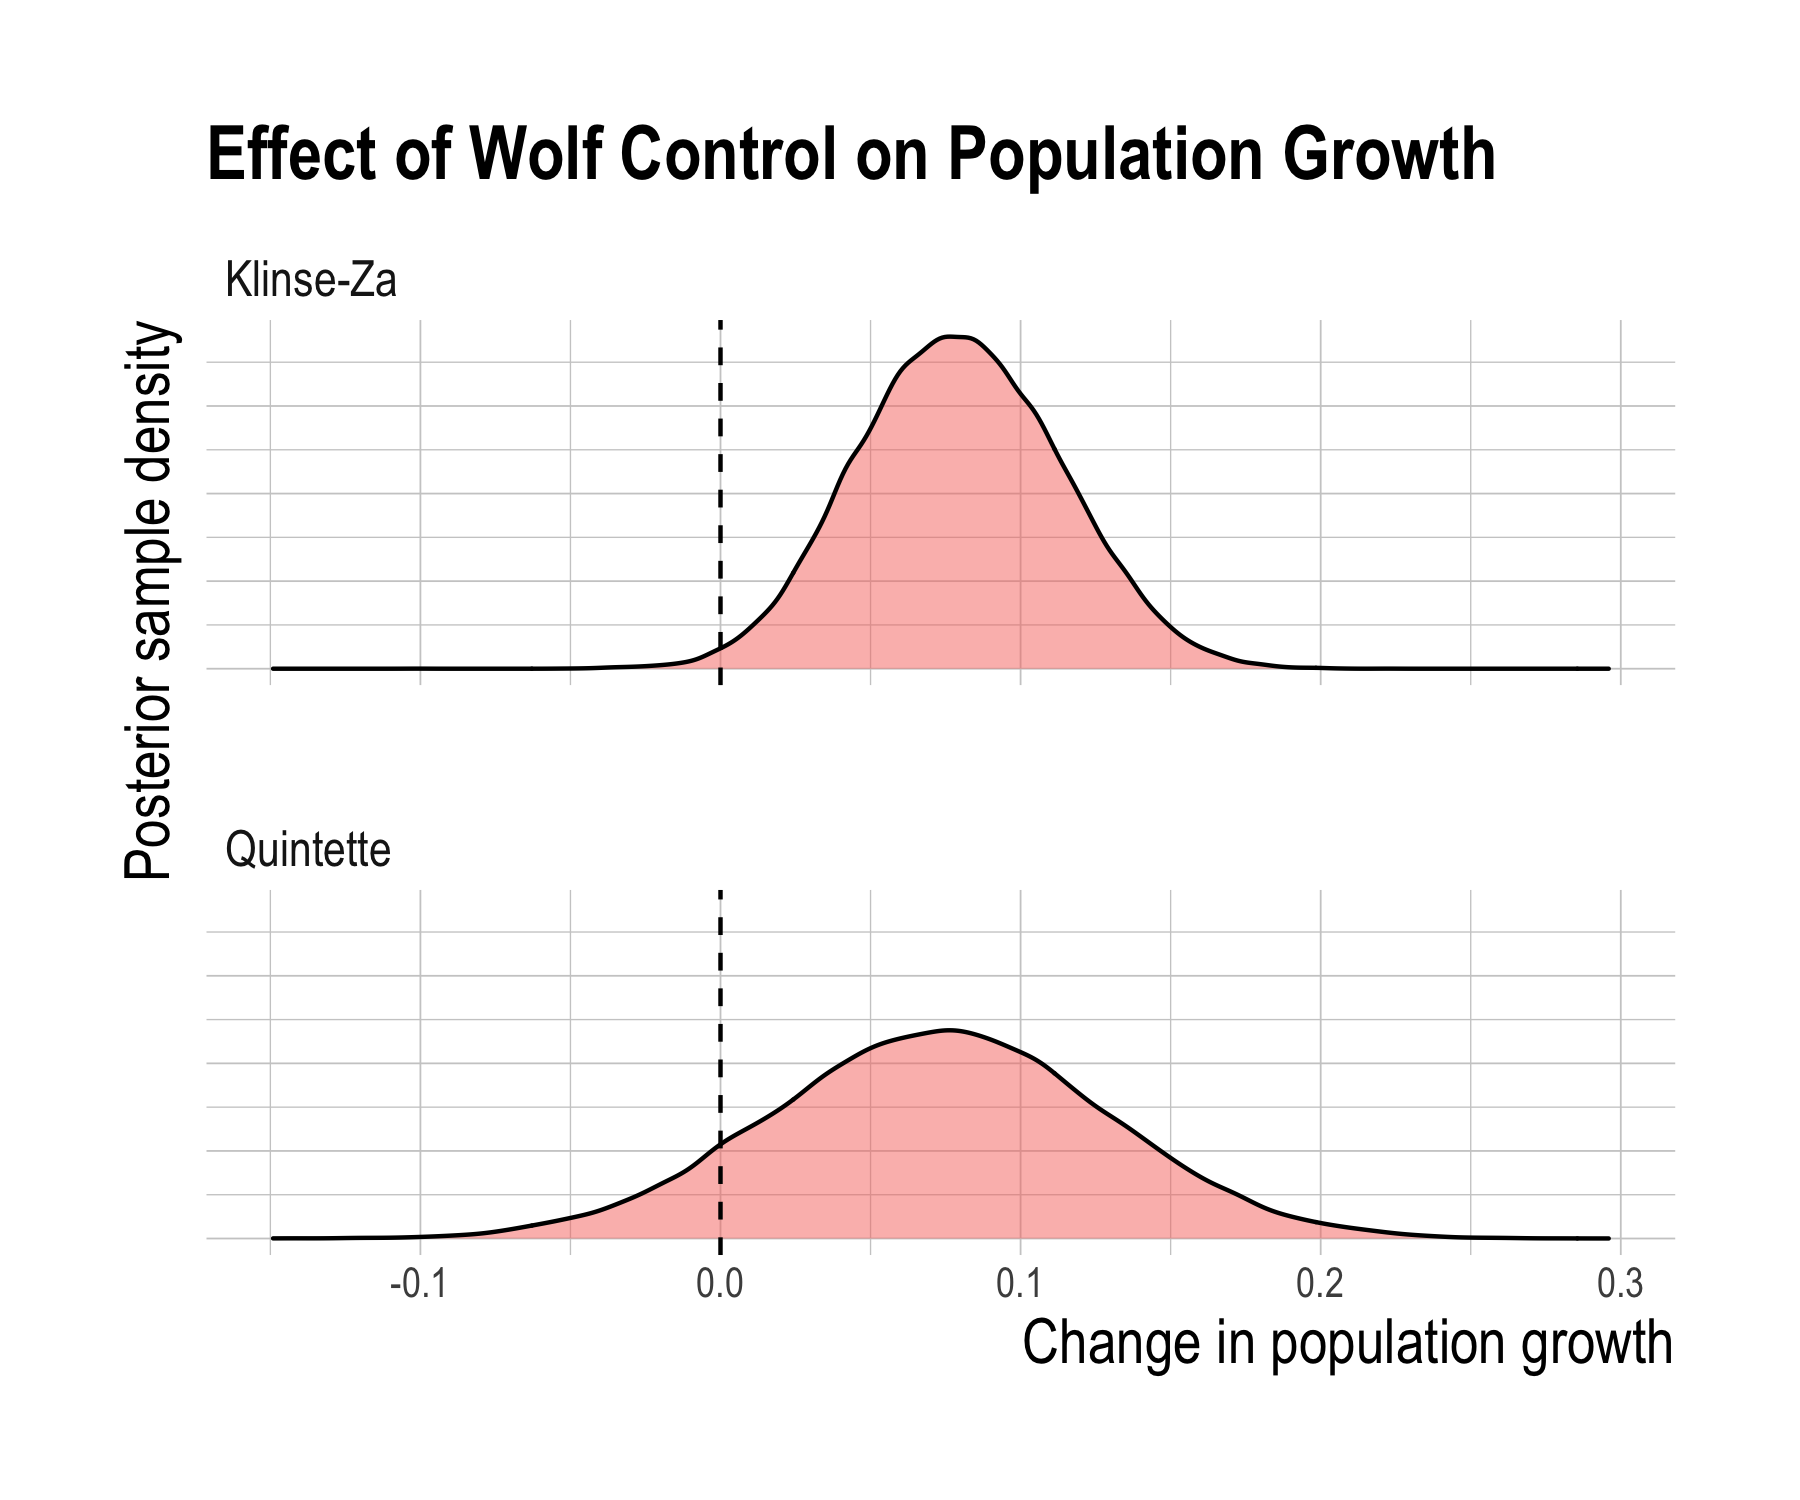 Effect of Wolf Control on Population Growth
Klinse-Za
Posterior sample density
Quintette
-0.1 0.0 0.1 0.2 0.3
Change in population growth